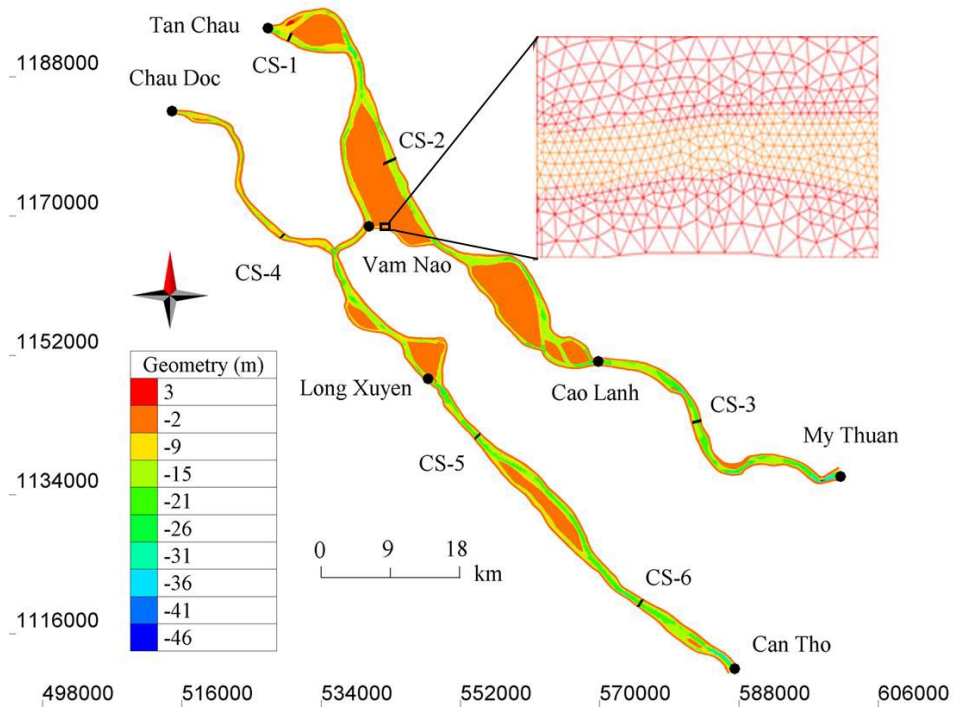 Tan Chau
1188000
CS-1
Chau Doc
CS-2
1170000
Vam Nao
CS-4
1152000
Geometry (m)
3
-2
-9
-15
-21
-26
-31
-36
-41
-46
Long Xuyen
Cao Lanh
CS-3
My Thuan
CS-5
1134000
0 9 18
km
CS-6
1116000
Can Tho
498000 516000 534000 552000 570000 588000 606000